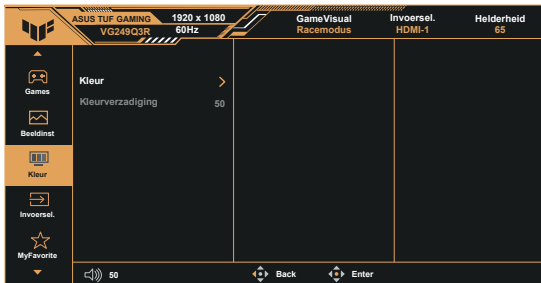 ASUS TUF GAMING 1920 x 1080 GameVisual Invoersel. Helderheid
VG249Q3R 60Hz Racemodus HDMI-1 65
Games
Beeldinst
Kleur
Invoersel.
MyFavorite
Kleur
Kleurverzadiging 50
50 Back Enter